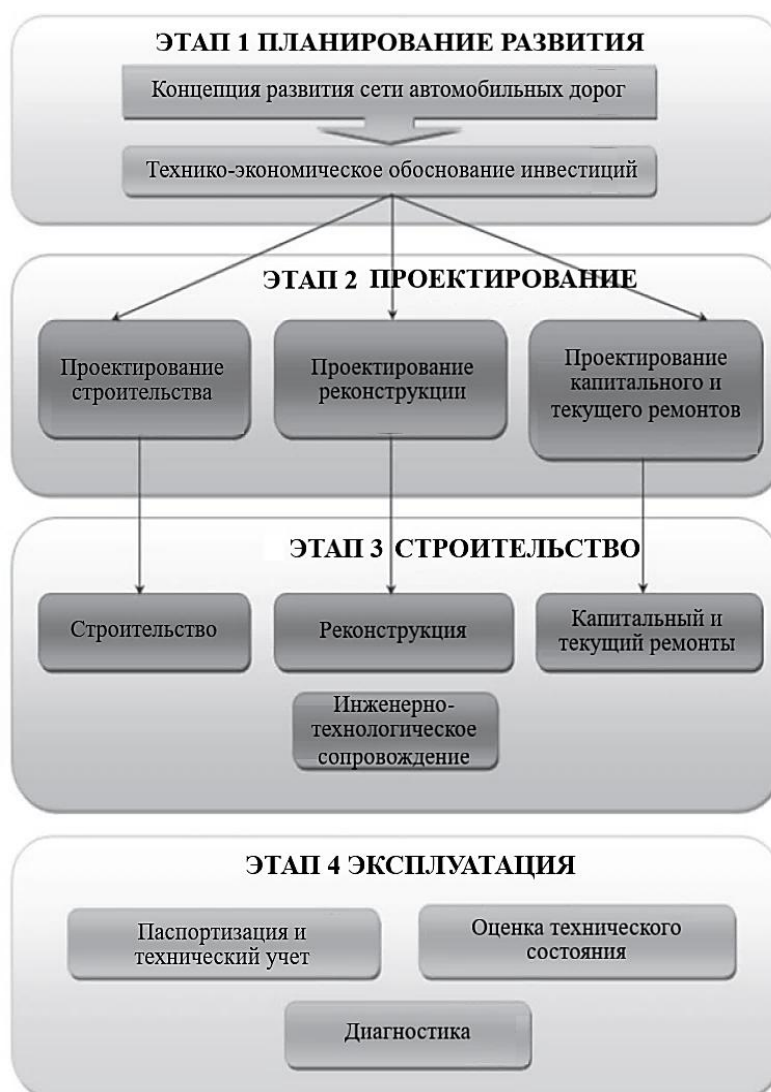 ЭТАП 1 ПЛАНИРОВАНИЕ РАЗВИТИЯ
Концепция развития сети автомобильных дорог
Технико-экономическое обоснование инвестиций
ЭТАП 2 ПРОЕКТИРОВАНИЕ
Проектирование
строительства
Проектирование
реконструкции
Проектирование
капитального и
текущего ремонтов
ЭТАП 3 СТРОИТЕЛЬСТВО
Строительство
Реконструкция
Капитальный и
текущий ремонты
Инженерно-
технологическое
сопровождение
ЭТАП 4 ЭКСПЛУАТАЦИЯ
Паспортизация и
технический учет
Оценка технического
состояния
Диагностика